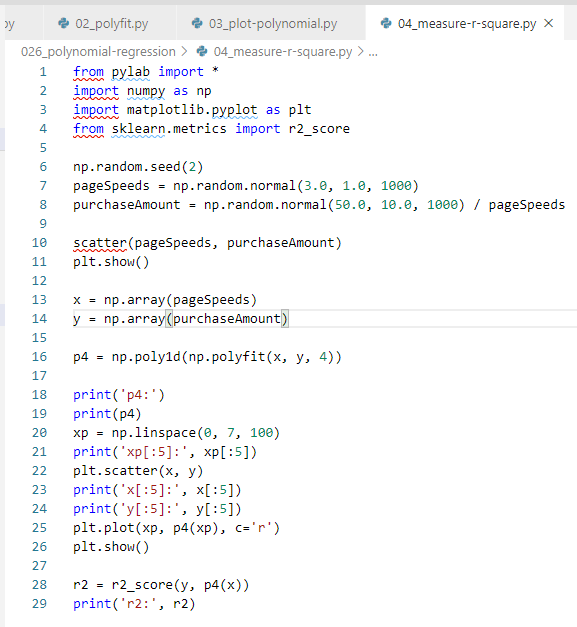 oy 02_polyfit.py 03_plot-polynomial.py 04_measure-r-square.py
026_polynomial-regression > 04_measure-r-square.py > ...
1 from pylab import *
2 import numpy as np
3 import matplotlib.pyplot as plt
4 from sklearn.metrics import r2_score
5
6 np.random.seed(2)
7 pageSpeeds = np.random.normal(3.0, 1.0, 1000)
8 purchaseAmount = np.random.normal(50.0, 10.0, 1000) / pageSpeeds
9
10 scatter(pageSpeeds, purchaseAmount)
11 plt.show()
12
13 x = np.array(pageSpeeds)
14 y = np.array(purchaseAmount)
15
16 p4 = np.poly1d(np.polyfit(x, y, 4))
17
18 print('p4:')
19 print(p4)
20 xp = np.linspace(0, 7, 100)
21 print('xp[:5]:', xp[:5])
22 plt.scatter(x, y)
23 print('x[:5]:', x[:5])
24 print('y[:5]:', y[:5])
25 plt.plot(xp, p4(xp), c='r')
26 plt.show()
27
28 r2 = r2_score(y, p4(x))
29 print('r2:', r2)